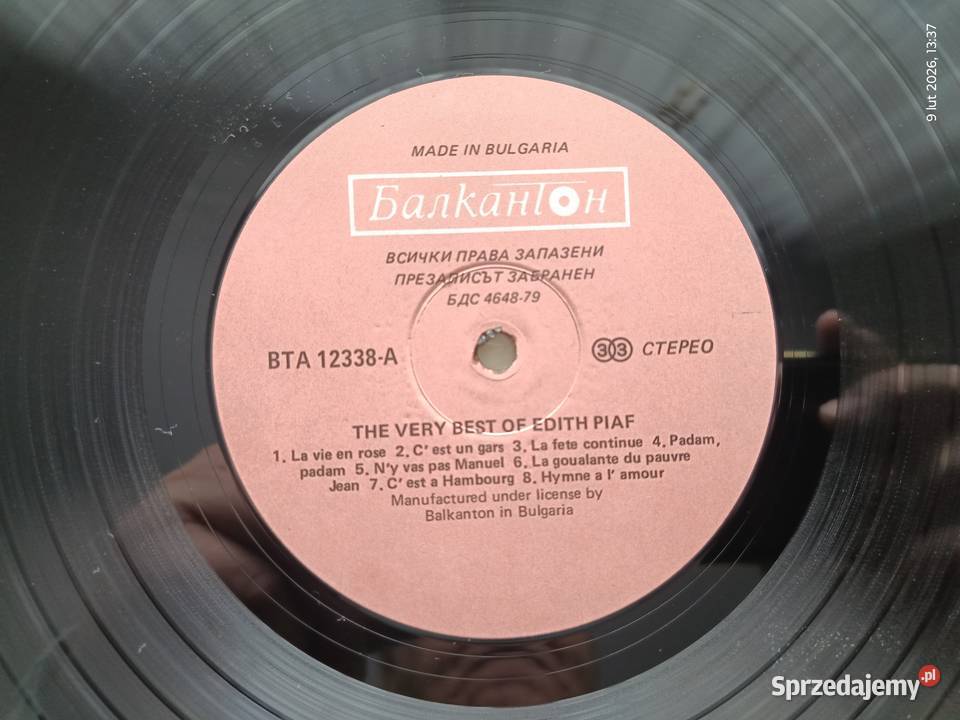 MADE IN BULGARIA
Балкантон
ВСИЧКИ ПРАВА ЗАПАЗЕНИ
ПРЕЗАПИСЪТ ЗАБРАНЕН
БДС 4648-79
ВТА 12338-А
33 СТЕРЕО
THE VERY BEST OF EDITH PIAF
1. La vie en rose 2. C' est un gars 3. La fete continue 4. Padam,
padam 5. N'y vas pas Manuel 6. La goualante du pauvre
Jean 7. C' est a Hambourg 8. Hymne a l' amour
Manufactured under license by
Balkanton in Bulgaria
9 lut 2026, 13:37
Sprzedajemy.pl